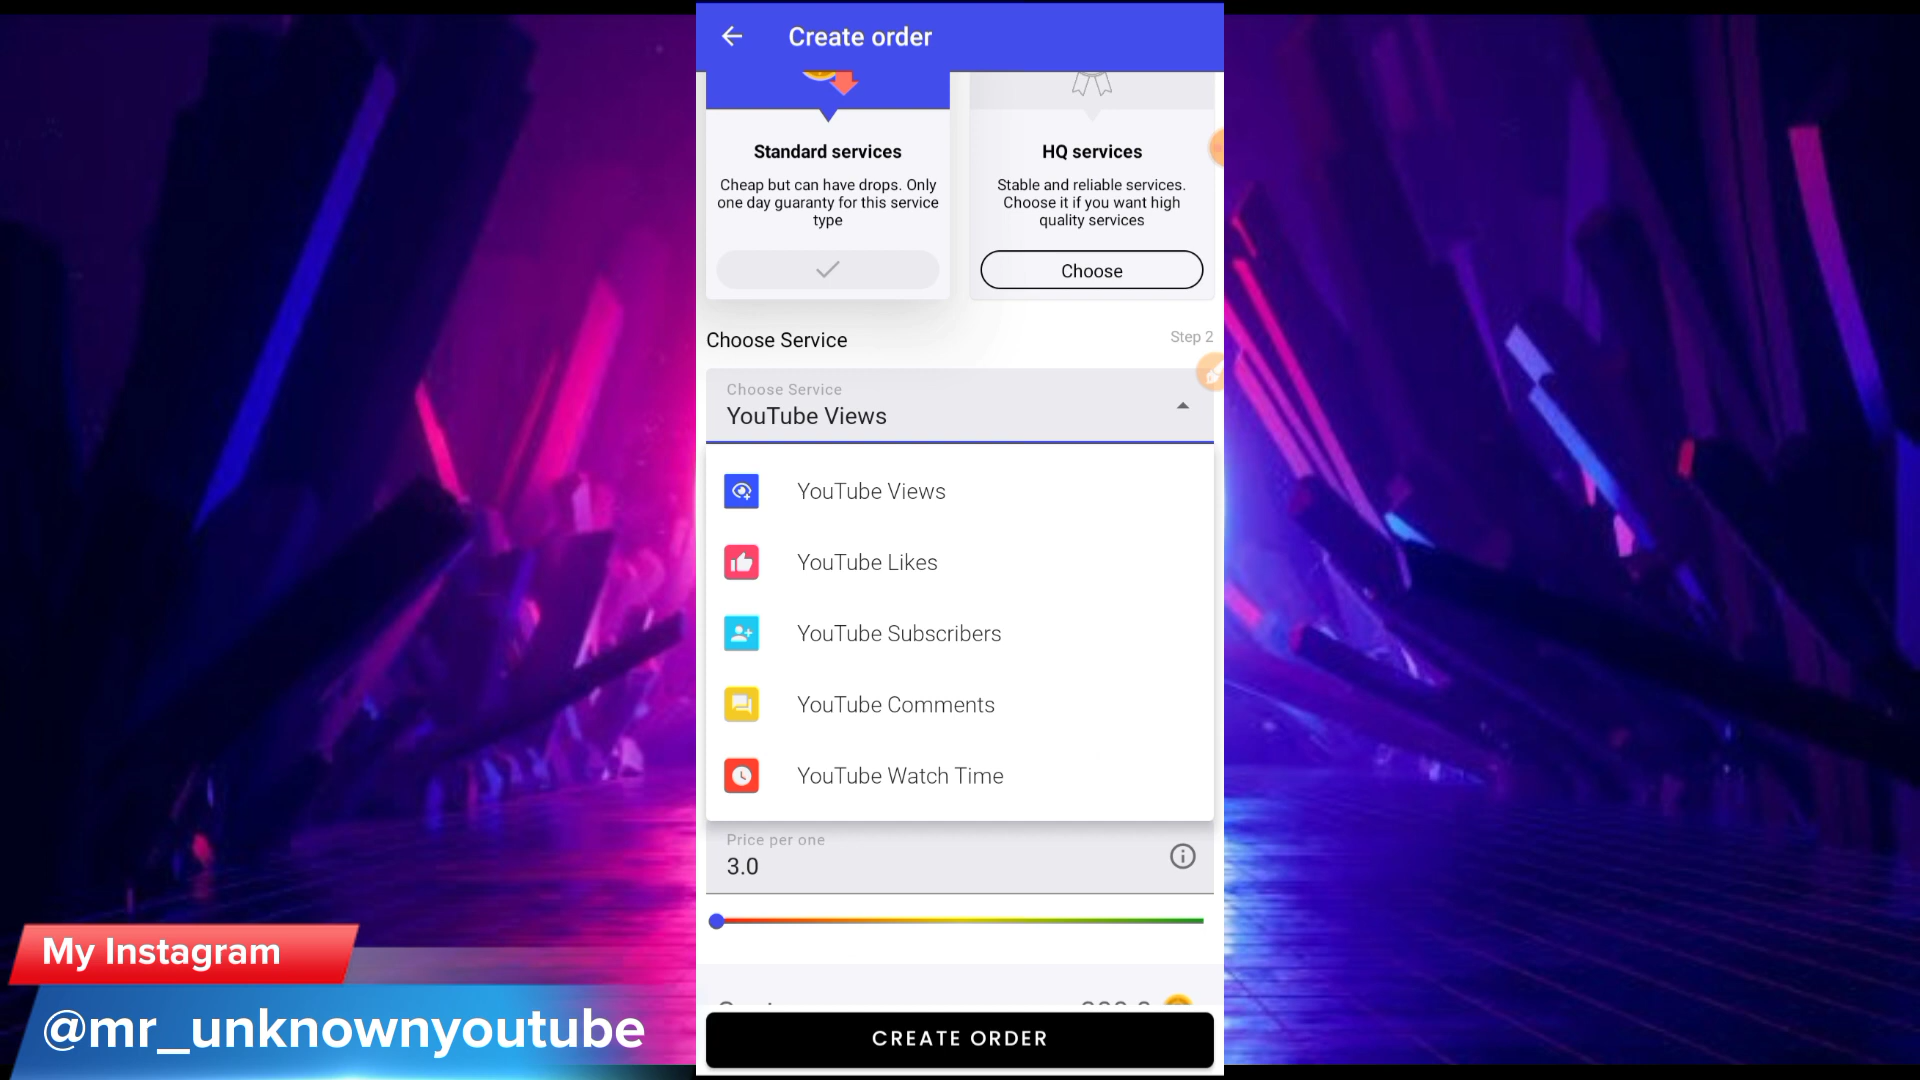 Create order
Standard services
Cheap but can have drops. Only
one day guaranty for this service
type
HQ services
Stable and reliable services.
Choose it if you want high
quality services
Choose
Choose Service
Step 2
Choose Service
YouTube Views
YouTube Views
YouTube Likes
YouTube Subscribers
YouTube Comments
YouTube Watch Time
Price per one
3.0
CREATE ORDER
My Instagram
@mr_unknownyoutube